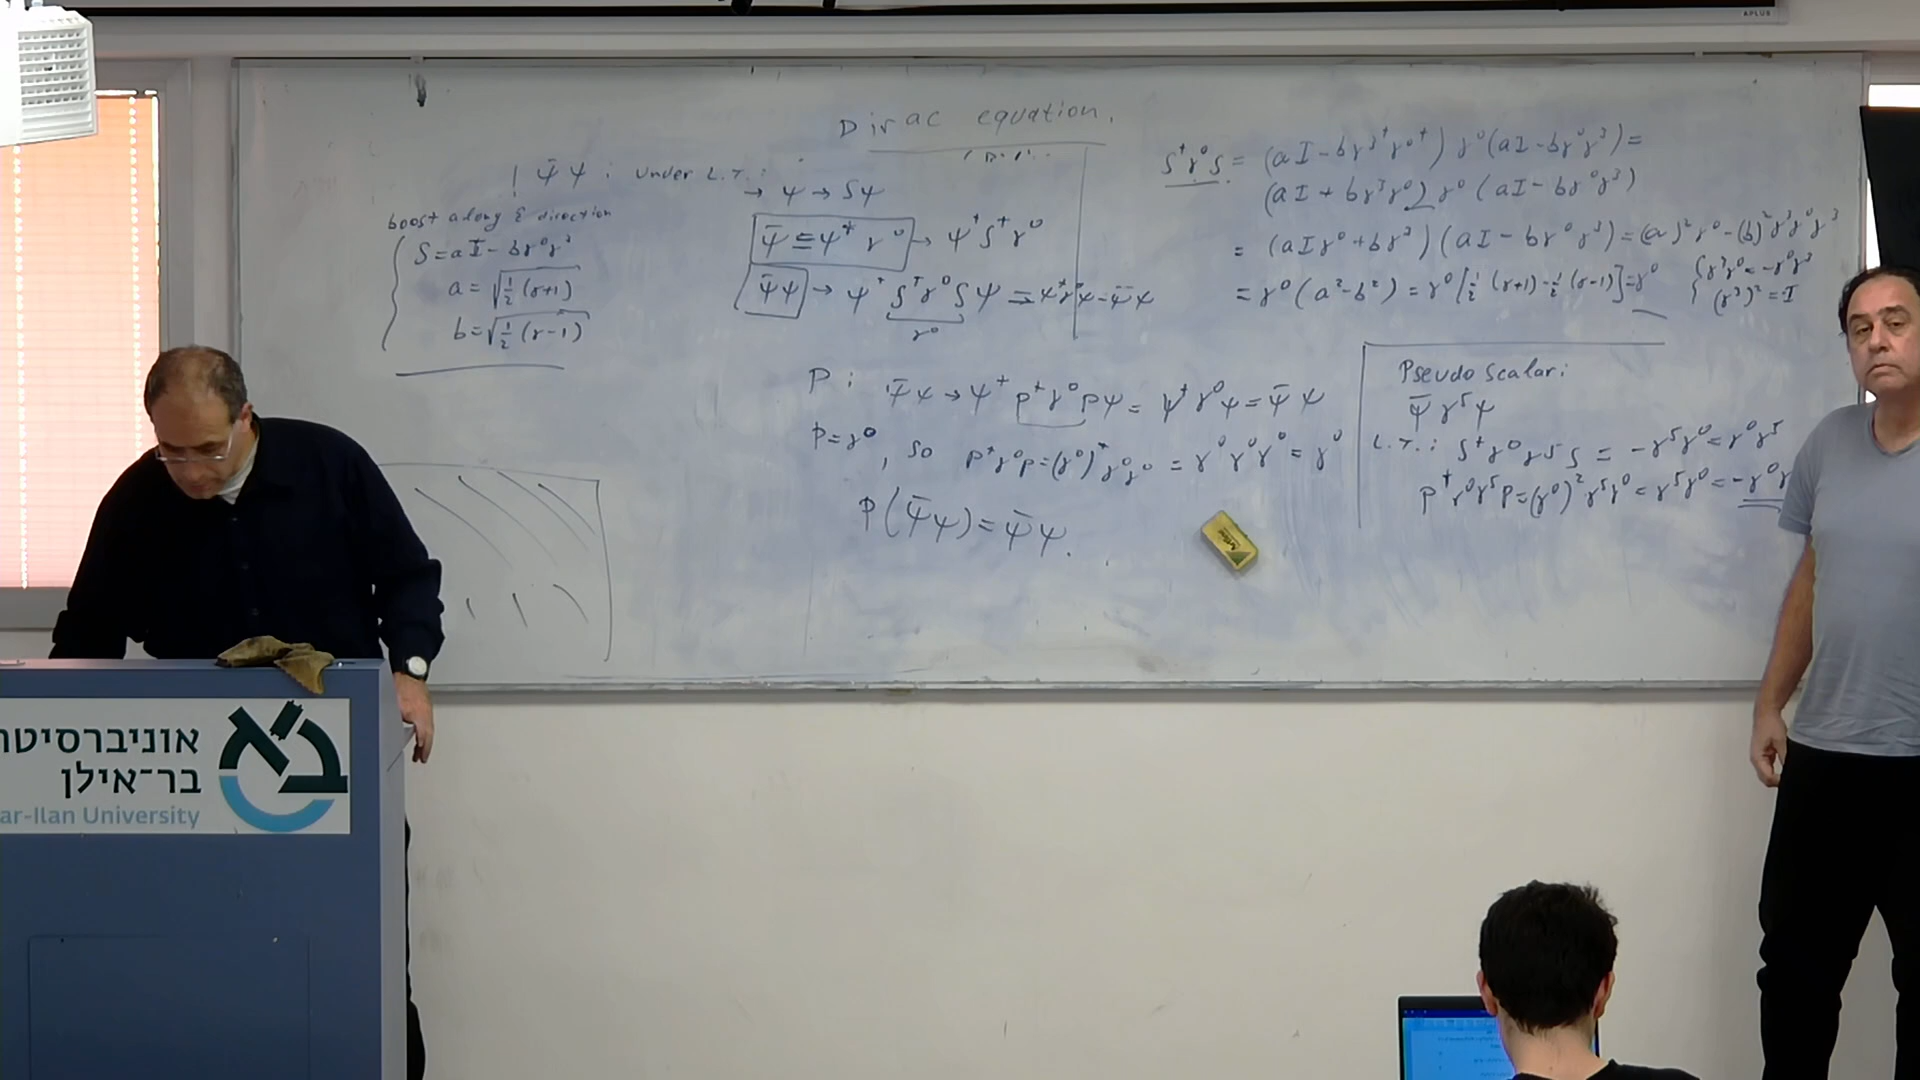 APLUS
Dirac equation.
! ψ̄ψ : under L.T.:
→ ψ → Sψ
boost along ẑ direction
S = aI - bγ⁰γ³
a = √(½(γ+1))
b = √(½(γ-1))
ψ̄ ≡ ψ⁺γ⁰ → ψ⁺S⁺γ⁰
ψ̄ψ → ψ⁺S⁺γ⁰Sψ = ψ⁺γ⁰ψ = ψ̄ψ
γ⁰
S⁺γ⁰S = (aI - bγ³⁺γ⁰⁺) γ⁰(aI - bγ⁰γ³) =
(aI + bγ³γ⁰) γ⁰ (aI - bγ⁰γ³)
= (aIγ⁰ + bγ³)(aI - bγ⁰γ³) = (a)²γ⁰ - (b)²γ³γ⁰γ³
= γ⁰(a² - b²) = γ⁰[½(γ+1) - ½(γ-1)] = γ⁰
γ³γ⁰ = -γ⁰γ³
(γ³)² = I
P : ψ̄ψ → ψ⁺P⁺γ⁰Pψ = ψ⁺γ⁰ψ = ψ̄ψ
P = γ⁰, so P⁺γ⁰P = (γ⁰)⁺γ⁰γ⁰ = γ⁰γ⁰γ⁰ = γ⁰
P(ψ̄ψ) = ψ̄ψ.
Pseudo scalar:
ψ̄γ⁵ψ
L.T.: S⁺γ⁰γ⁵S = -γ⁵γ⁰ = γ⁰γ⁵
P⁺γ⁰γ⁵P = (γ⁰)²γ⁵γ⁰ = γ⁵γ⁰ = -γ⁰γ
אוניברסיטת
בר־אילן
ar-Ilan University